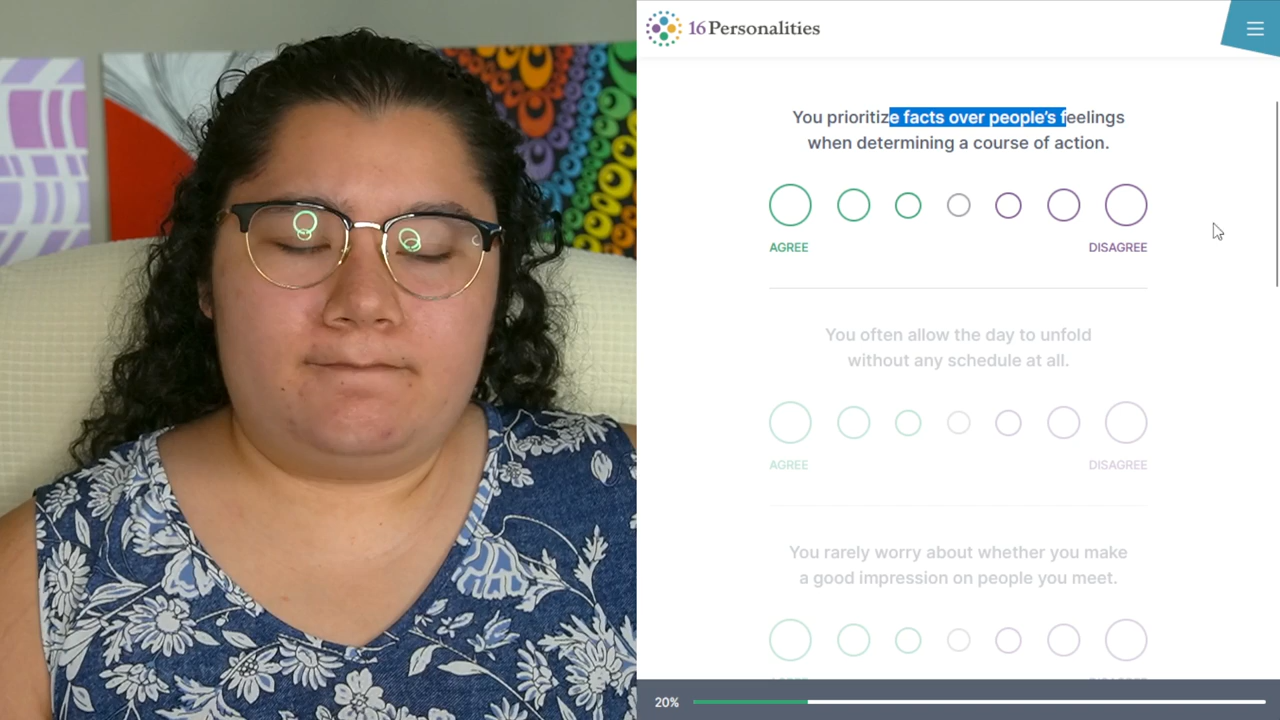 16Personalities
You prioritize facts over people's feelings
when determining a course of action.
AGREE
DISAGREE
You often allow the day to unfold
without any schedule at all.
AGREE
DISAGREE
You rarely worry about whether you make
a good impression on people you meet.
20%